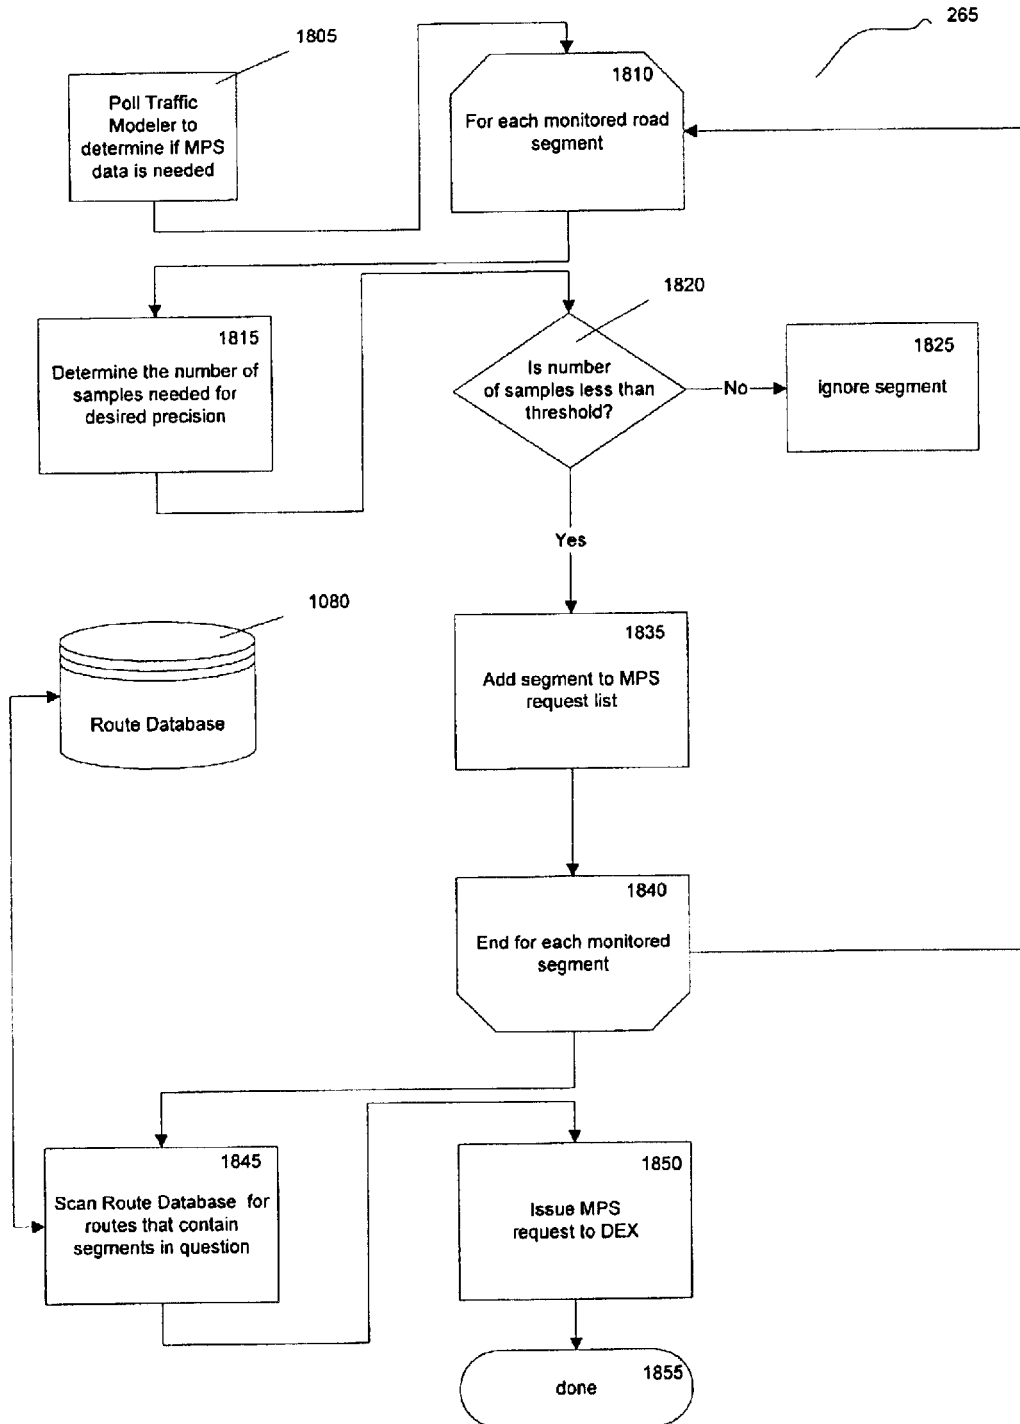 265
1805
Poll Traffic
Modeler to
determine if MPS
data is needed
1810
For each monitored road
segment
1815
Determine the number of
samples needed for
desired precision
1820
Is number
of samples less than
threshold?
No
1825
ignore segment
Yes
1080
Route Database
1835
Add segment to MPS
request list
1840
End for each monitored
segment
1845
Scan Route Database for
routes that contain
segments in question
1850
Issue MPS
request to DEX
1855
done